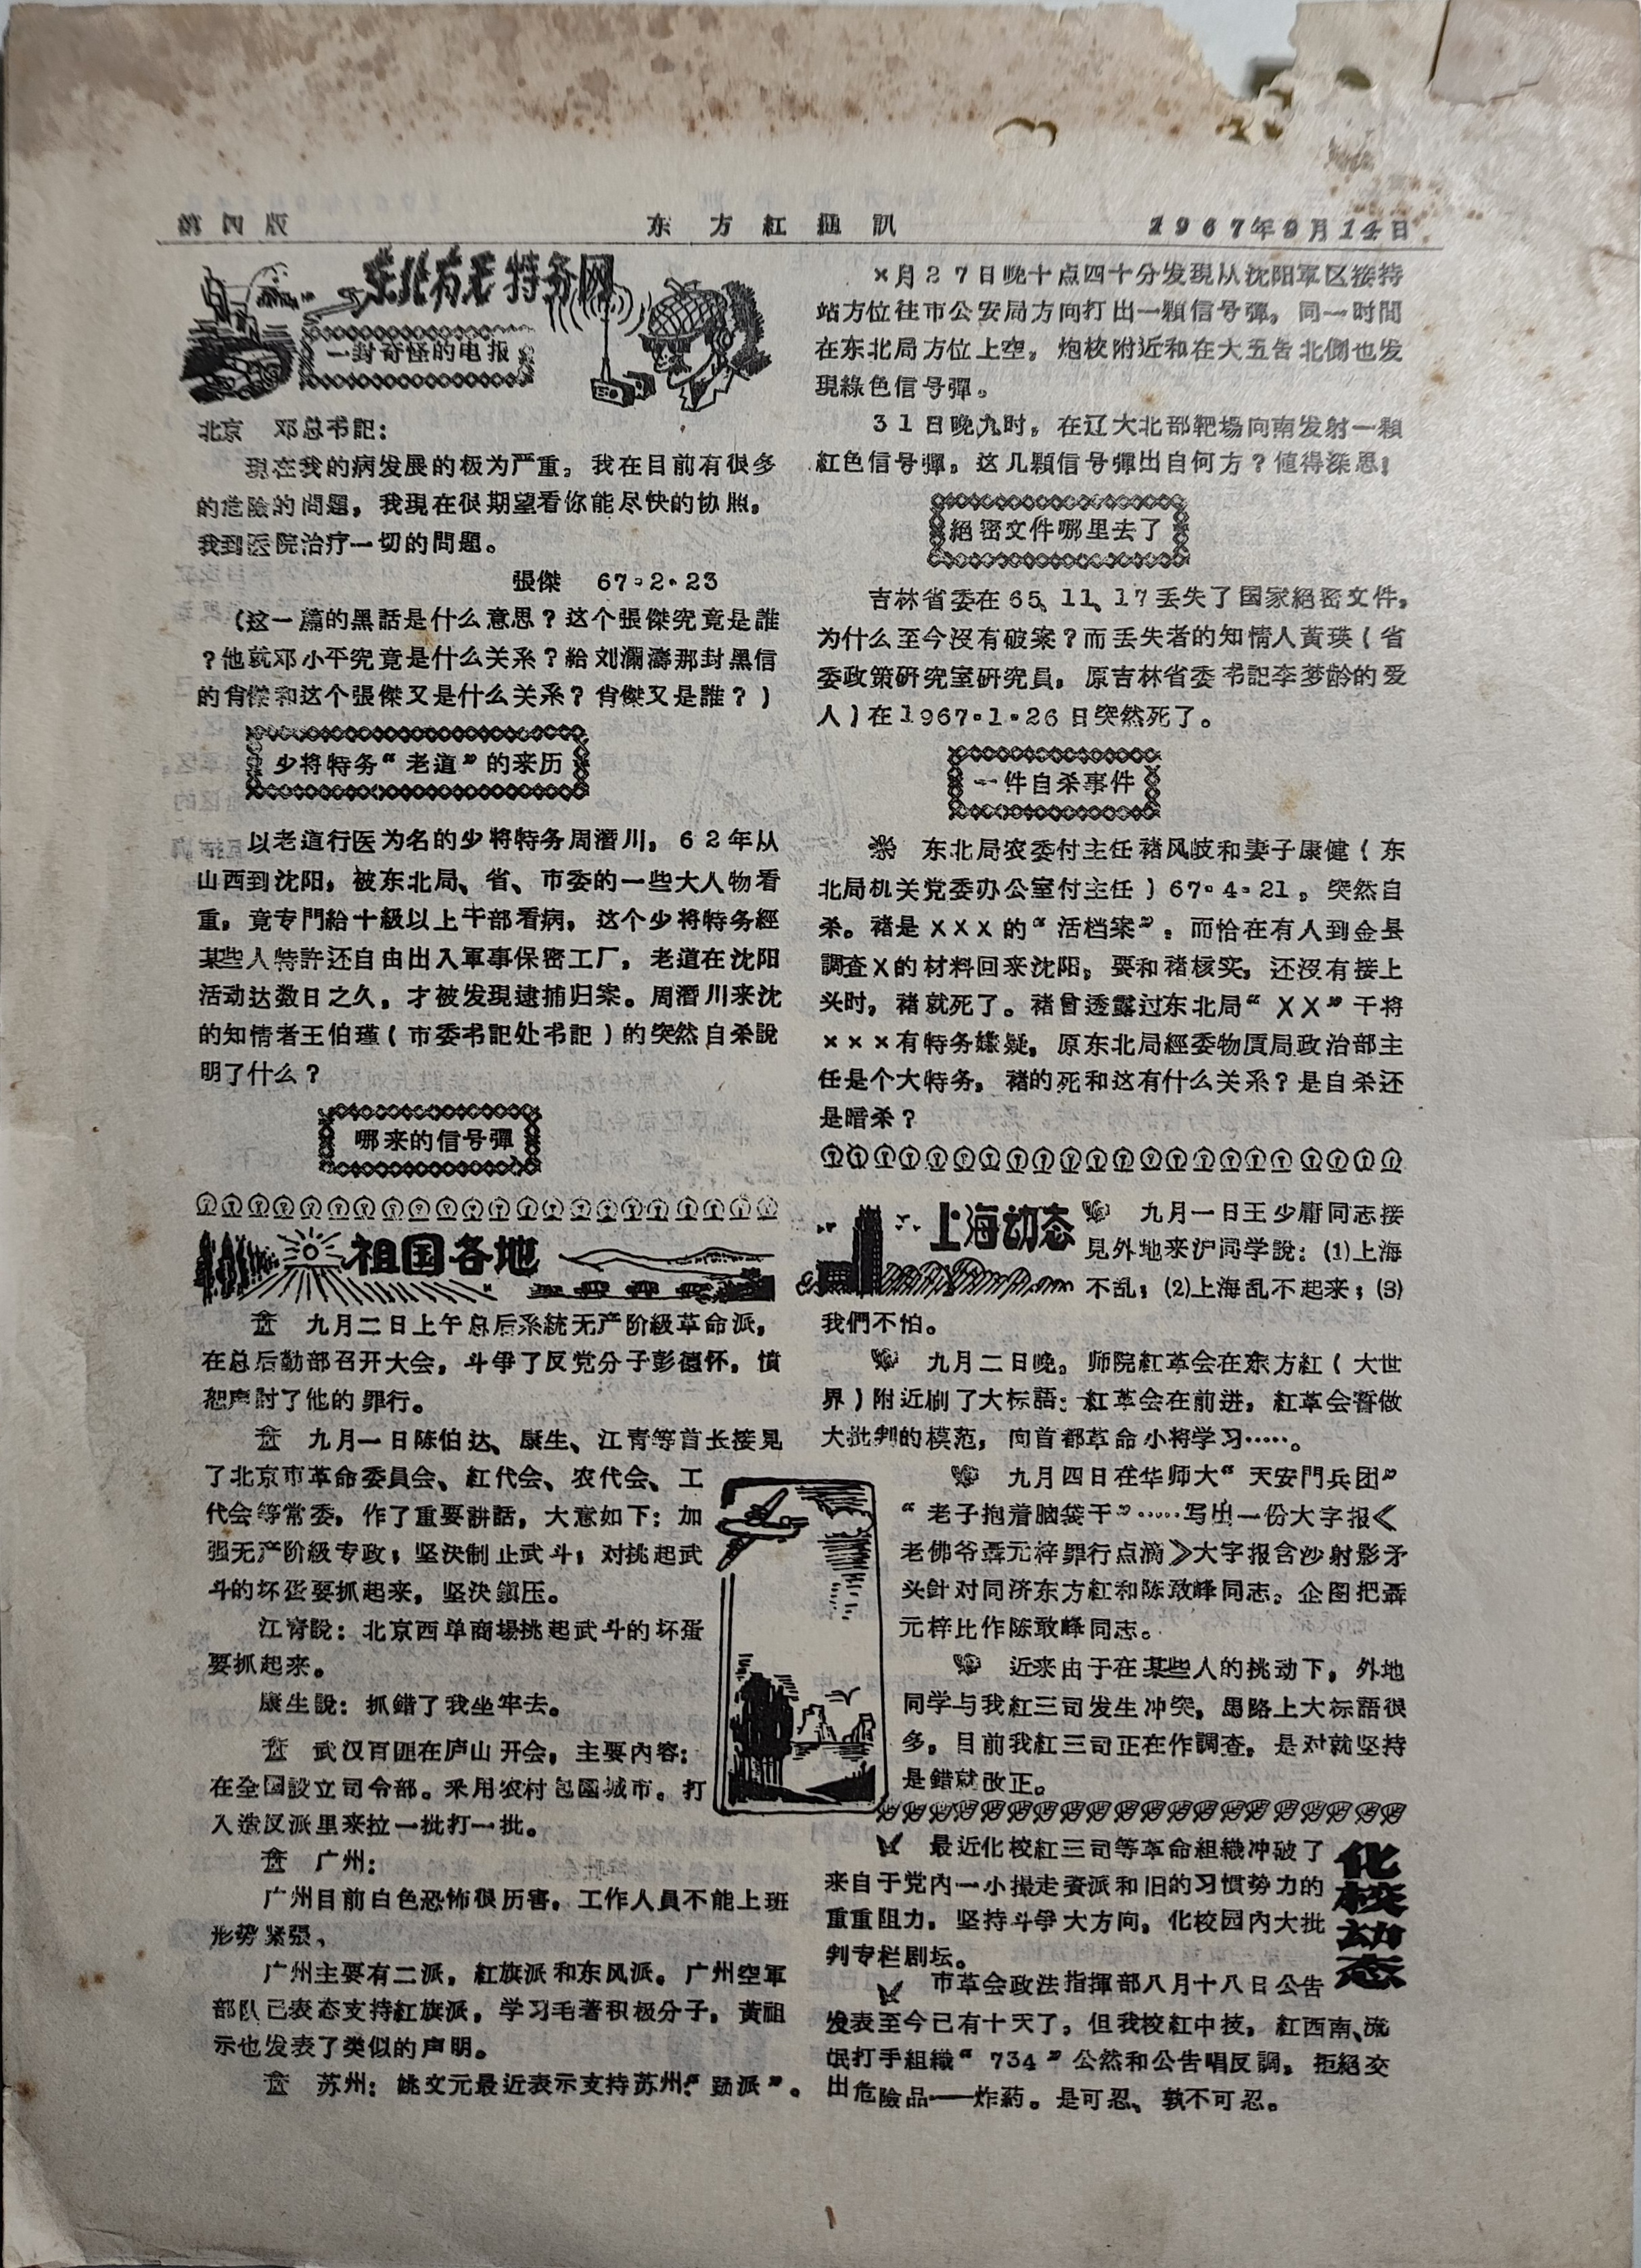 第四版
东方紅通訊
1967年9月14日
东北有无特务网
一封奇怪的电报
北京　邓总书記：
现在我的病发展的极为严重。我在目前有很多
的危險的問題，我現在很期望看你能尽快的协照。
我到医院治疗一切的問題。
張傑　67·2·23
（这一篇的黑話是什么意思？这个張傑究竟是誰
？他就邓小平究竟是什么关系？給刘瀾濤那封黑信
的肖傑和这个張傑又是什么关系？肖傑又是誰？）
少将特务“老道”的来历
以老道行医为名的少将特务周潛川，62年从
山西到沈阳，被东北局、省、市委的一些大人物看
重，竟专門給十級以上干部看病，这个少将特务經
某些人特許还自由出入軍事保密工厂，老道在沈阳
活动达数日之久，才被发現逮捕归案。周潛川来沈
的知情者王伯瑾（市委书記处书記）的突然自杀說
明了什么？
哪来的信号彈
×月27日晚十点四十分发現从沈阳軍区接待
站方位往市公安局方向打出一顆信号彈，同一时間
在东北局方位上空，炮校附近和在大五告北側也发
現綠色信号彈。
31日晚九时，在辽大北部靶場向南发射一顆
紅色信号彈，这几顆信号彈出自何方？値得深思！
絕密文件哪里去了
吉林省委在65、11、17丢失了国家絕密文件，
为什么至今沒有破案？而丢失者的知情人黃瑛（省
委政策研究室研究員，原吉林省委书記李梦齡的爱
人）在1967·1·26日突然死了。
一件自杀事件
东北局农委付主任褚风岐和妻子康健（东
北局机关党委办公室付主任）67·4·21。突然自
杀。褚是XXX的“活档案”。而恰在有人到金县
調査X的材料回来沈阳，要和褚核实，还沒有接上
头时，褚就死了。褚曾透露过东北局“XX”干将
×××有特务嫌疑，原东北局經委物資局政治部主
任是个大特务，褚的死和这有什么关系？是自杀还
是暗杀？
祖国各地
九月二日上午总后系統无产阶級革命派，
在总后勤部召开大会，斗爭了反党分子彭德怀，憤
恕声討了他的罪行。
九月一日陈伯达、康生、江青等首长接見
了北京市革命委員会、紅代会、农代会、工
代会等常委，作了重要講話，大意如下：加
强无产阶級专政；坚決制止武斗；对挑起武
斗的坏蛋要抓起来，坚決鎮压。
江青說：北京西单商場挑起武斗的坏蛋
要抓起来。
康生說：抓錯了我坐牢去。
武汉百匪在庐山开会，主要內容：
在全国設立司令部。采用农村包圍城市。打
入造反派里来拉一批打一批。
广州：
广州目前白色恐怖很历害，工作人員不能上班
形势紧張、
广州主要有二派，紅旗派和东风派。广州空軍
部队已表态支持紅旗派，学习毛著积极分子，黄祖
示也发表了类似的声明。
苏州：姚文元最近表示支持苏州“踢派”。
上海动态
九月一日王少庸同志接
見外地来沪同学說：(1)上海
不乱；(2)上海乱不起来；(3)
我們不怕。
九月二日晚。师院紅革会在东方紅（大世
界）附近刷了大标語：紅革会在前进，紅革会誓做
大批判的模范，向首都革命小将学习……。
九月四日在华师大“天安門兵团”
“老子抱着脑袋干”……写出一份大字报《
老佛爷聶元梓罪行点滴》大字报含沙射影矛
头針对同济东方紅和陈敢峰同志。企图把聶
元梓比作陈敢峰同志。
近来由于在某些人的挑动下，外地
同学与我紅三司发生冲突，馬路上大标語很
多，目前我紅三司正在作調査，是对就坚持
是錯就改正。
化校动态
最近化校紅三司等革命組織冲破了
来自于党內一小撮走資派和旧的习慣势力的
重重阻力，坚持斗爭大方向，化校园內大批
判专栏剧坛。
市革会政法指揮部八月十八日公告
发表至今已有十天了，但我校紅中技，紅西南、流
氓打手組織“734”公然和公告唱反調，拒絕交
出危險品——炸葯。是可忍、孰不可忍。